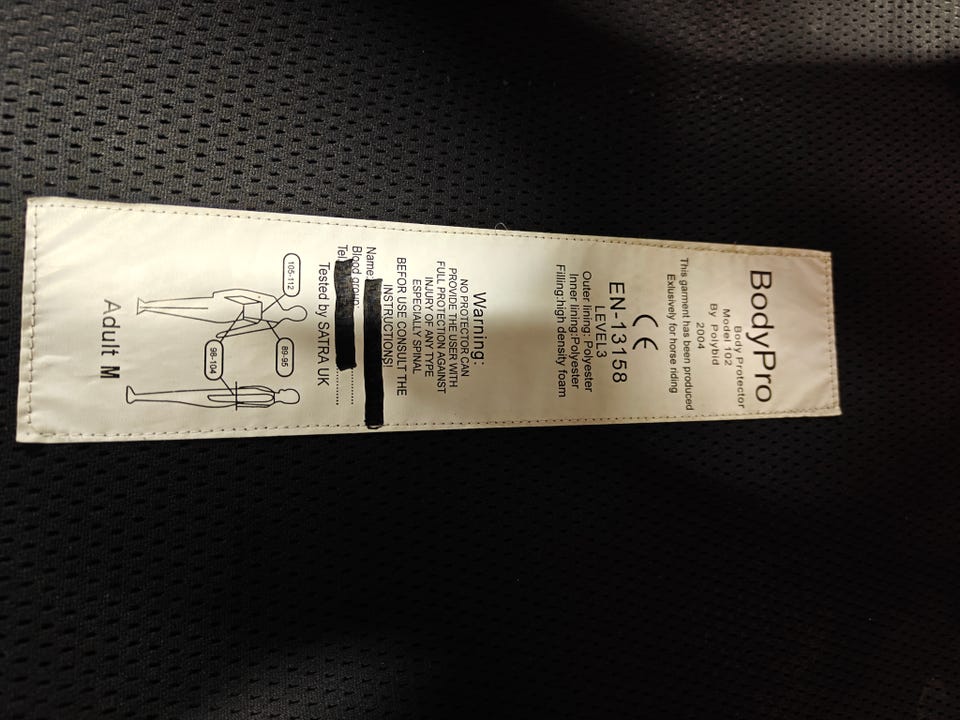 BodyPro
Body Protector
Model 102
By Polybid
2004
This garment has been produced
Exlusively for horse riding
CE
EN-13158
LEVEL3
Outer lining: Polyester
Inner lining:Polyester
Filling:high density foam
Warning:
NO PROTECTOR CAN
PROVIDE THE USER WITH
FULL PROTECTION AGAINST
INJURY OF ANY TYPE
ESPECIALLY SPINAL
BEFOR USE CONSULT THE
INSTRUCTIONS!
Name:
Blood group:
Tel:
Tested by SATRA UK
105-112
89-95
98-104
Adult M